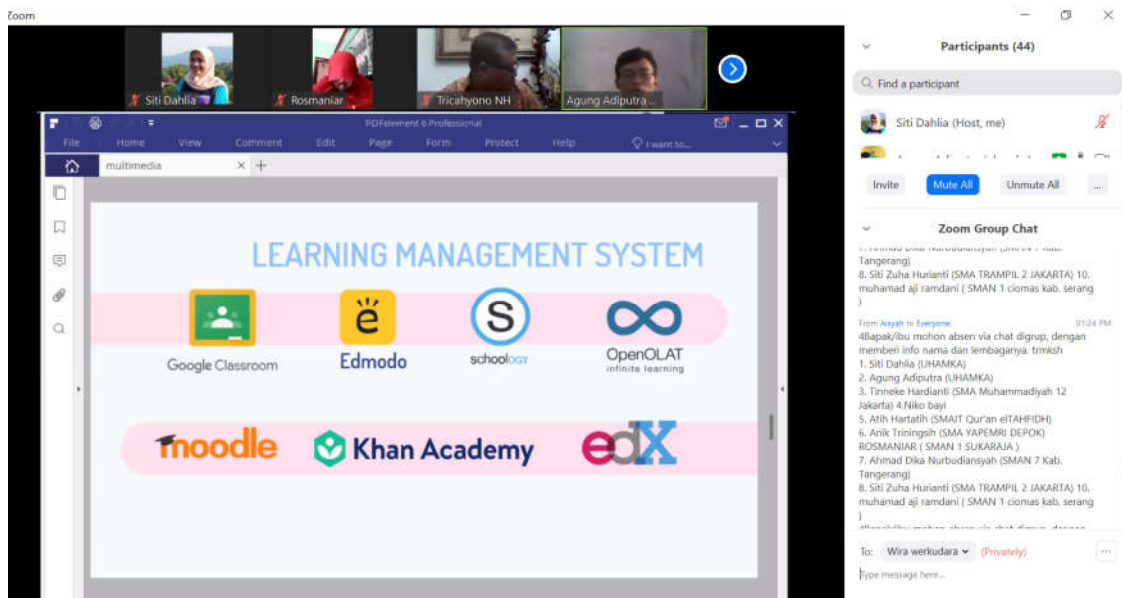 Zoom
Siti Dahlia
Rosmaniar
Tricahyono NH
Agung Adiputra ...
PDFelement 6 Professional
File Home View Comment Edit Page Form Protect Help I want to...
multimedia × +
LEARNING MANAGEMENT SYSTEM
Google Classroom
ë
Edmodo
S
schoology
OpenOLAT
infinite learning
moodle
Khan Academy
edX
Participants (44)
Find a participant
Siti Dahlia (Host, me)
Invite Mute All Unmute All ...
Zoom Group Chat
Tangerang)
8. Siti Zuha Hurianti (SMA TRAMPIL 2 JAKARTA) 10.
muhamad aji ramdani ( SMAN 1 ciomas kab. serang
)
From Aisyah to Everyone: 01:24 PM
4Bapak/ibu mohon absen via chat digrup, dengan
memberi info nama dan lembaganya. trmksh
1. Siti Dahlia (UHAMKA)
2. Agung Adiputra (UHAMKA)
3. Tinneke Hardianti (SMA Muhammadiyah 12
Jakarta) 4.Niko bayi
5. Atih Hartatih (SMAIT Qur'an elTAHFIDH)
6. Anik Triningsih (SMA YAPEMRI DEPOK)
ROSMANIAR ( SMAN 1 SUKARAJA )
7. Ahmad Dika Nurbudiansyah (SMAN 7 Kab.
Tangerang)
8. Siti Zuha Hurianti (SMA TRAMPIL 2 JAKARTA) 10.
muhamad aji ramdani ( SMAN 1 ciomas kab. serang
)
To: Wira werkudara (Privately) ...
Type message here...